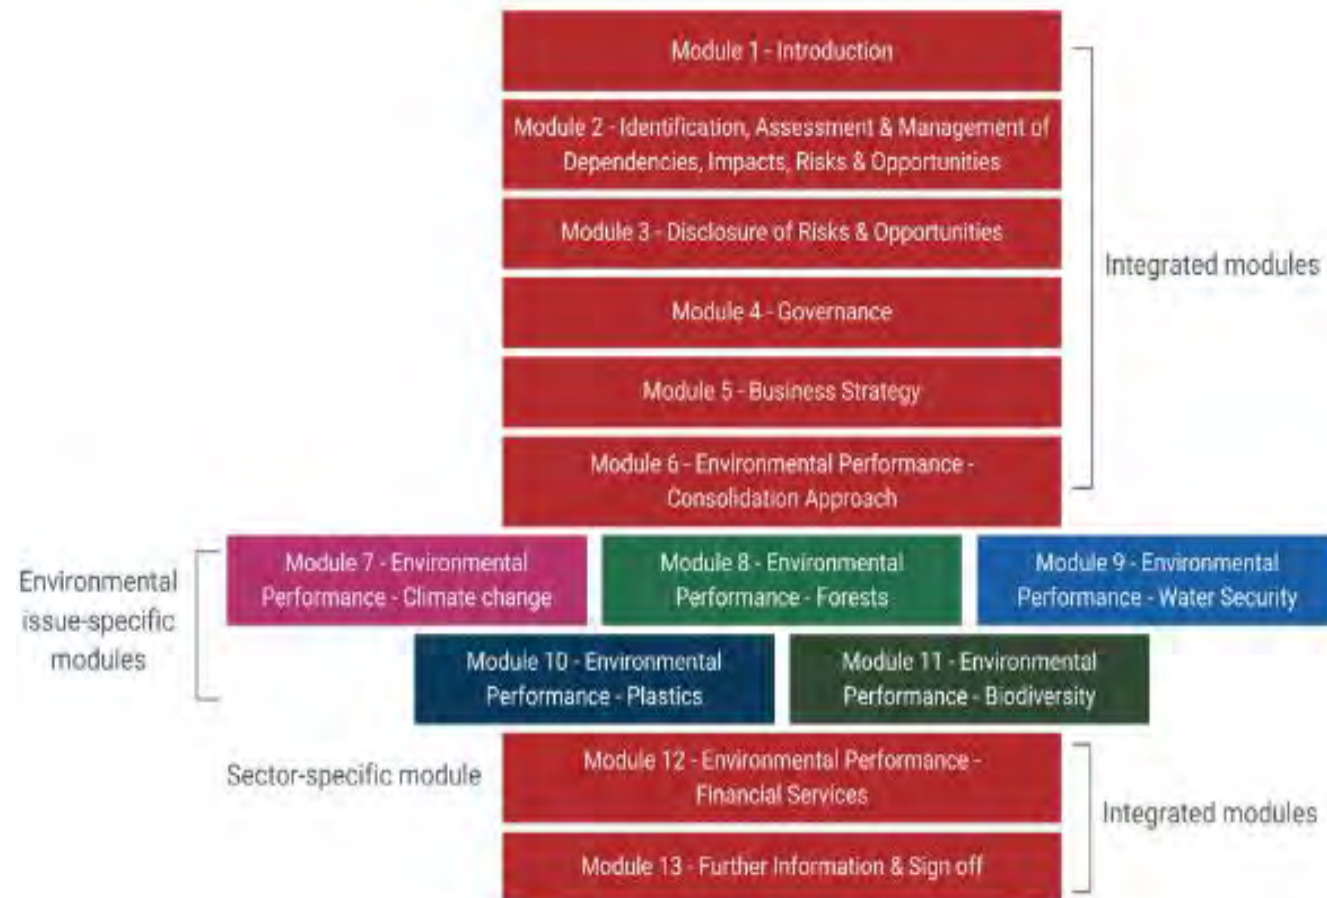 Module 1 - Introduction
Module 2 - Identification, Assessment & Management of
Dependencies, Impacts, Risks & Opportunities
Module 3 - Disclosure of Risks & Opportunities
Integrated modules
Module 4 - Governance
Module 5 - Business Strategy
Module 6 - Environmental Performance -
Consolidation Approach
Environmental
issue-specific
modules
Module 7 - Environmental
Performance - Climate change
Module 8 - Environmental
Performance - Forests
Module 9 - Environmental
Performance - Water Security
Module 10 - Environmental
Performance - Plastics
Module 11 - Environmental
Performance - Biodiversity
Sector-specific module
Module 12 - Environmental Performance -
Financial Services
Integrated modules
Module 13 - Further Information & Sign off